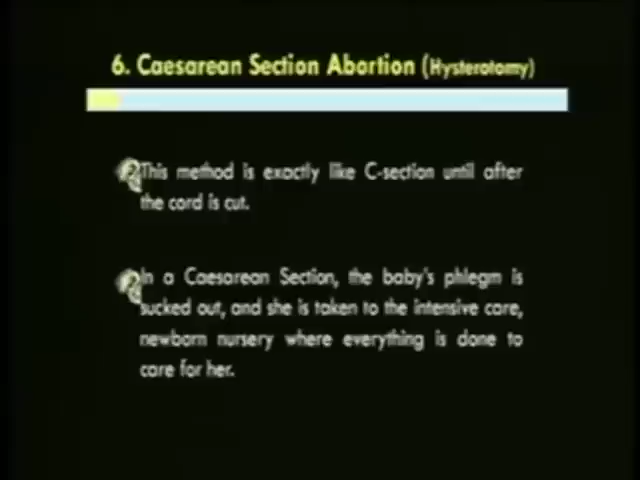 6. Caesarean Section Abortion (Hysterotomy)
This method is exactly like C-section until after
the cord is cut.
In a Caesarean Section, the baby's phlegm is
sucked out, and she is taken to the intensive care,
newborn nursery where everything is done to
care for her.